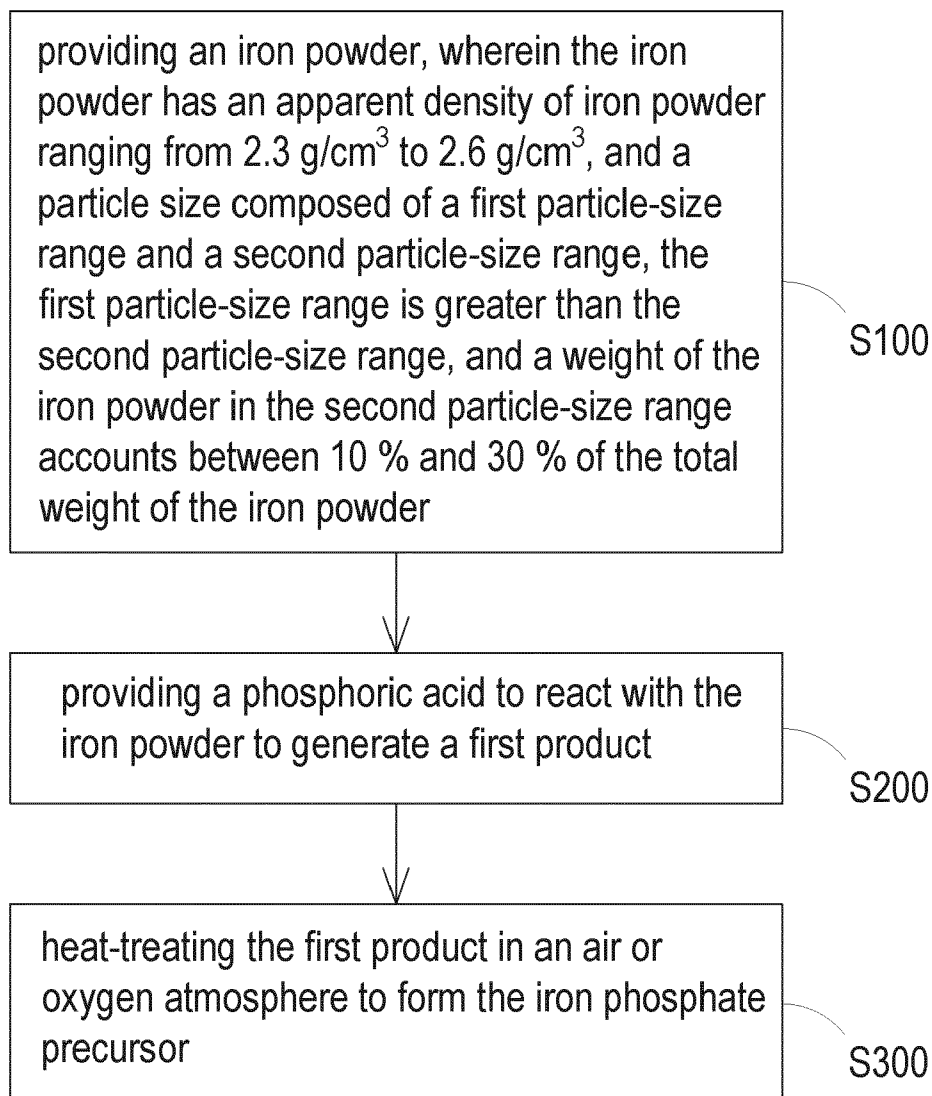 providing an iron powder, wherein the iron
powder has an apparent density of iron powder
ranging from 2.3 g/cm³ to 2.6 g/cm³, and a
particle size composed of a first particle-size
range and a second particle-size range, the
first particle-size range is greater than the
second particle-size range, and a weight of the
iron powder in the second particle-size range
accounts between 10 % and 30 % of the total
weight of the iron powder
S100
providing a phosphoric acid to react with the
iron powder to generate a first product
S200
heat-treating the first product in an air or
oxygen atmosphere to form the iron phosphate
precursor
S300